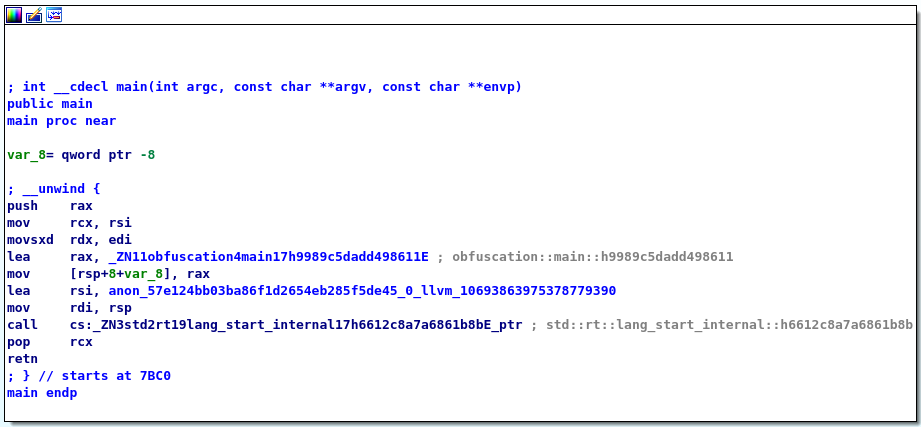 ; int __cdecl main(int argc, const char **argv, const char **envp)
public main
main proc near
var_8= qword ptr -8
; __unwind {
push    rax
mov     rcx, rsi
movsxd  rdx, edi
lea     rax, _ZN11obfuscation4main17h9989c5dadd498611E ; obfuscation::main::h9989c5dadd498611
mov     [rsp+8+var_8], rax
lea     rsi, anon_57e124bb03ba86f1d2654eb285f5de45_0_llvm_10693863975378779390
mov     rdi, rsp
call    cs:_ZN3std2rt19lang_start_internal17h6612c8a7a6861b8bE_ptr ; std::rt::lang_start_internal::h6612c8a7a6861b8b
pop     rcx
retn
; } // starts at 7BC0
main endp